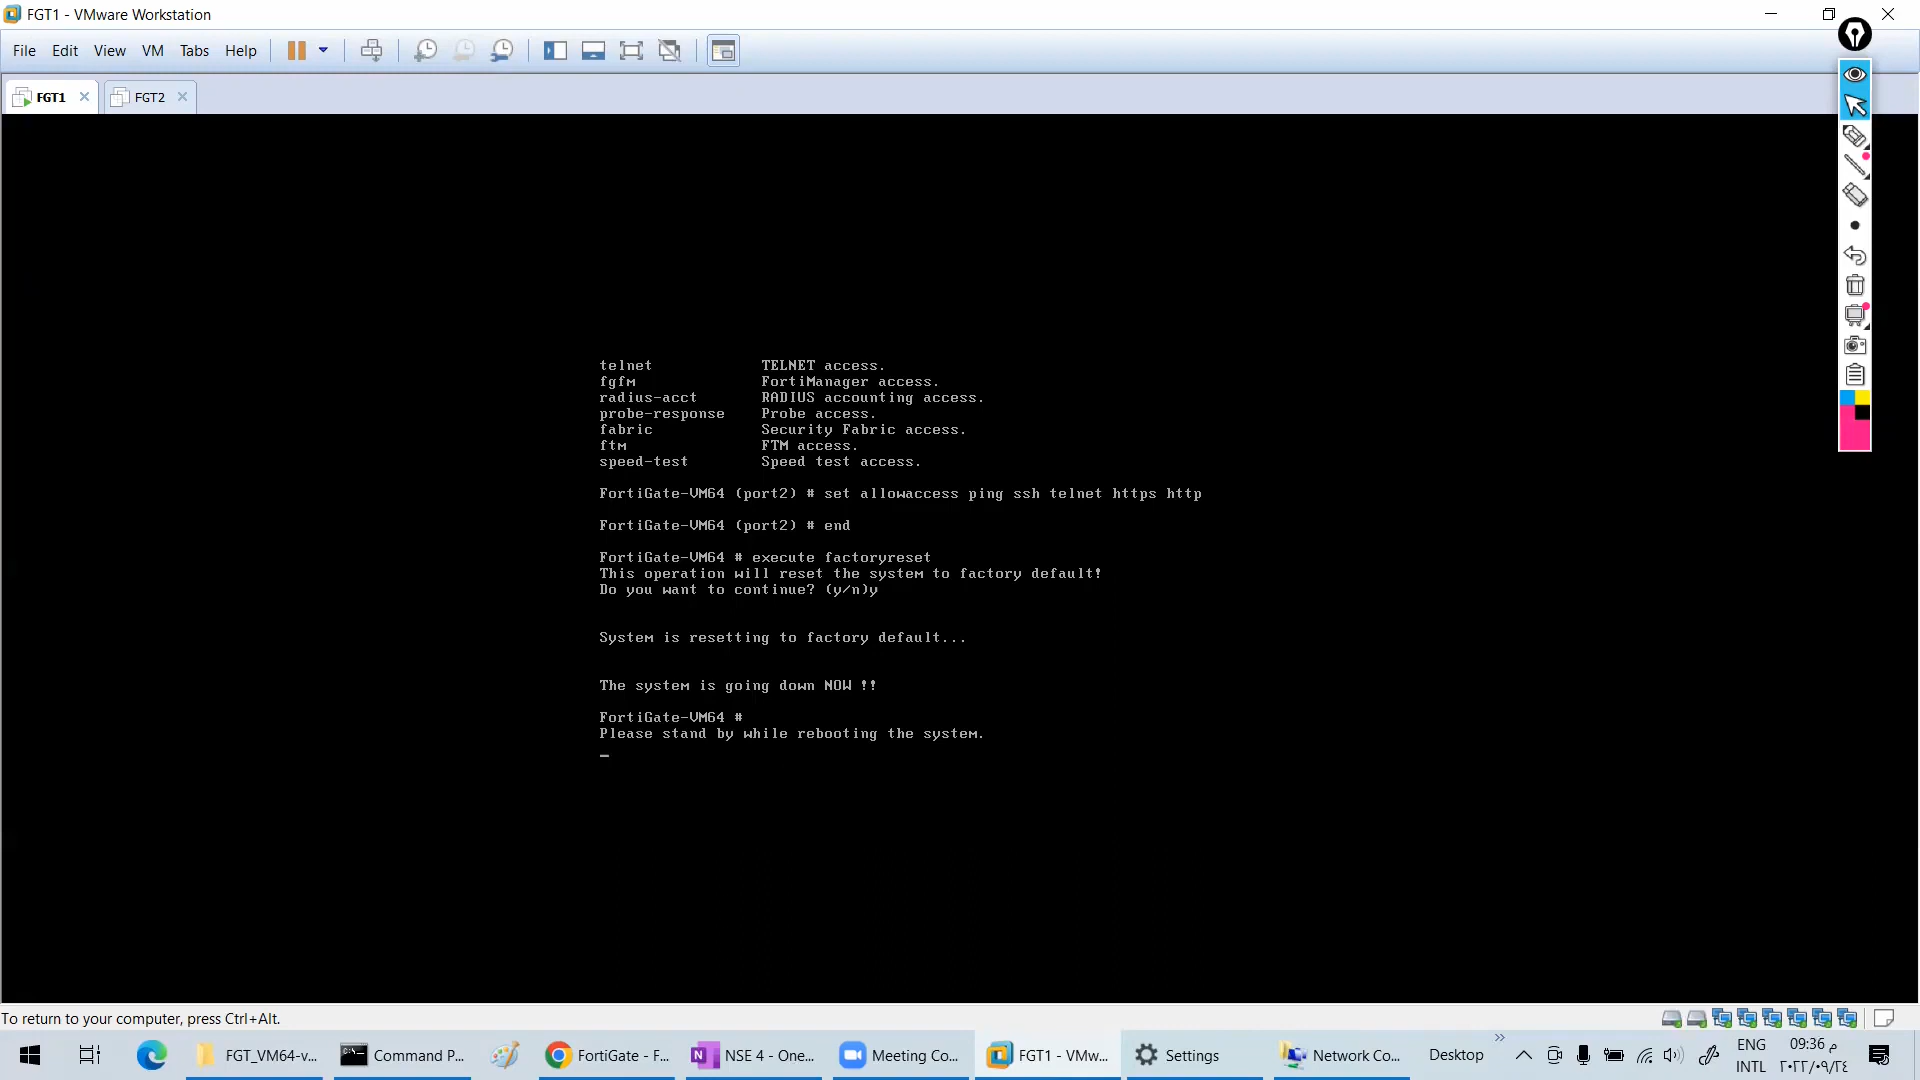 FGT1 - VMware Workstation
File Edit View VM Tabs Help
FGT1 FGT2
telnet TELNET access.
fgfm FortiManager access.
radius-acct RADIUS accounting access.
probe-response Probe access.
fabric Security Fabric access.
ftm FTM access.
speed-test Speed test access.
FortiGate-VM64 (port2) # set allowaccess ping ssh telnet https http
FortiGate-VM64 (port2) # end
FortiGate-VM64 # execute factoryreset
This operation will reset the system to factory default!
Do you want to continue? (y/n)y
System is resetting to factory default...
The system is going down NOW !!
FortiGate-VM64 #
Please stand by while rebooting the system.
_
To return to your computer, press Ctrl+Alt.
FGT_VM64-v... Command P... FortiGate - F... NSE 4 - One... Meeting Co... FGT1 - VMw... Settings Network Co... Desktop » ENG 09:36 م
INTL ٢٠٢٢/٠٩/٢٤